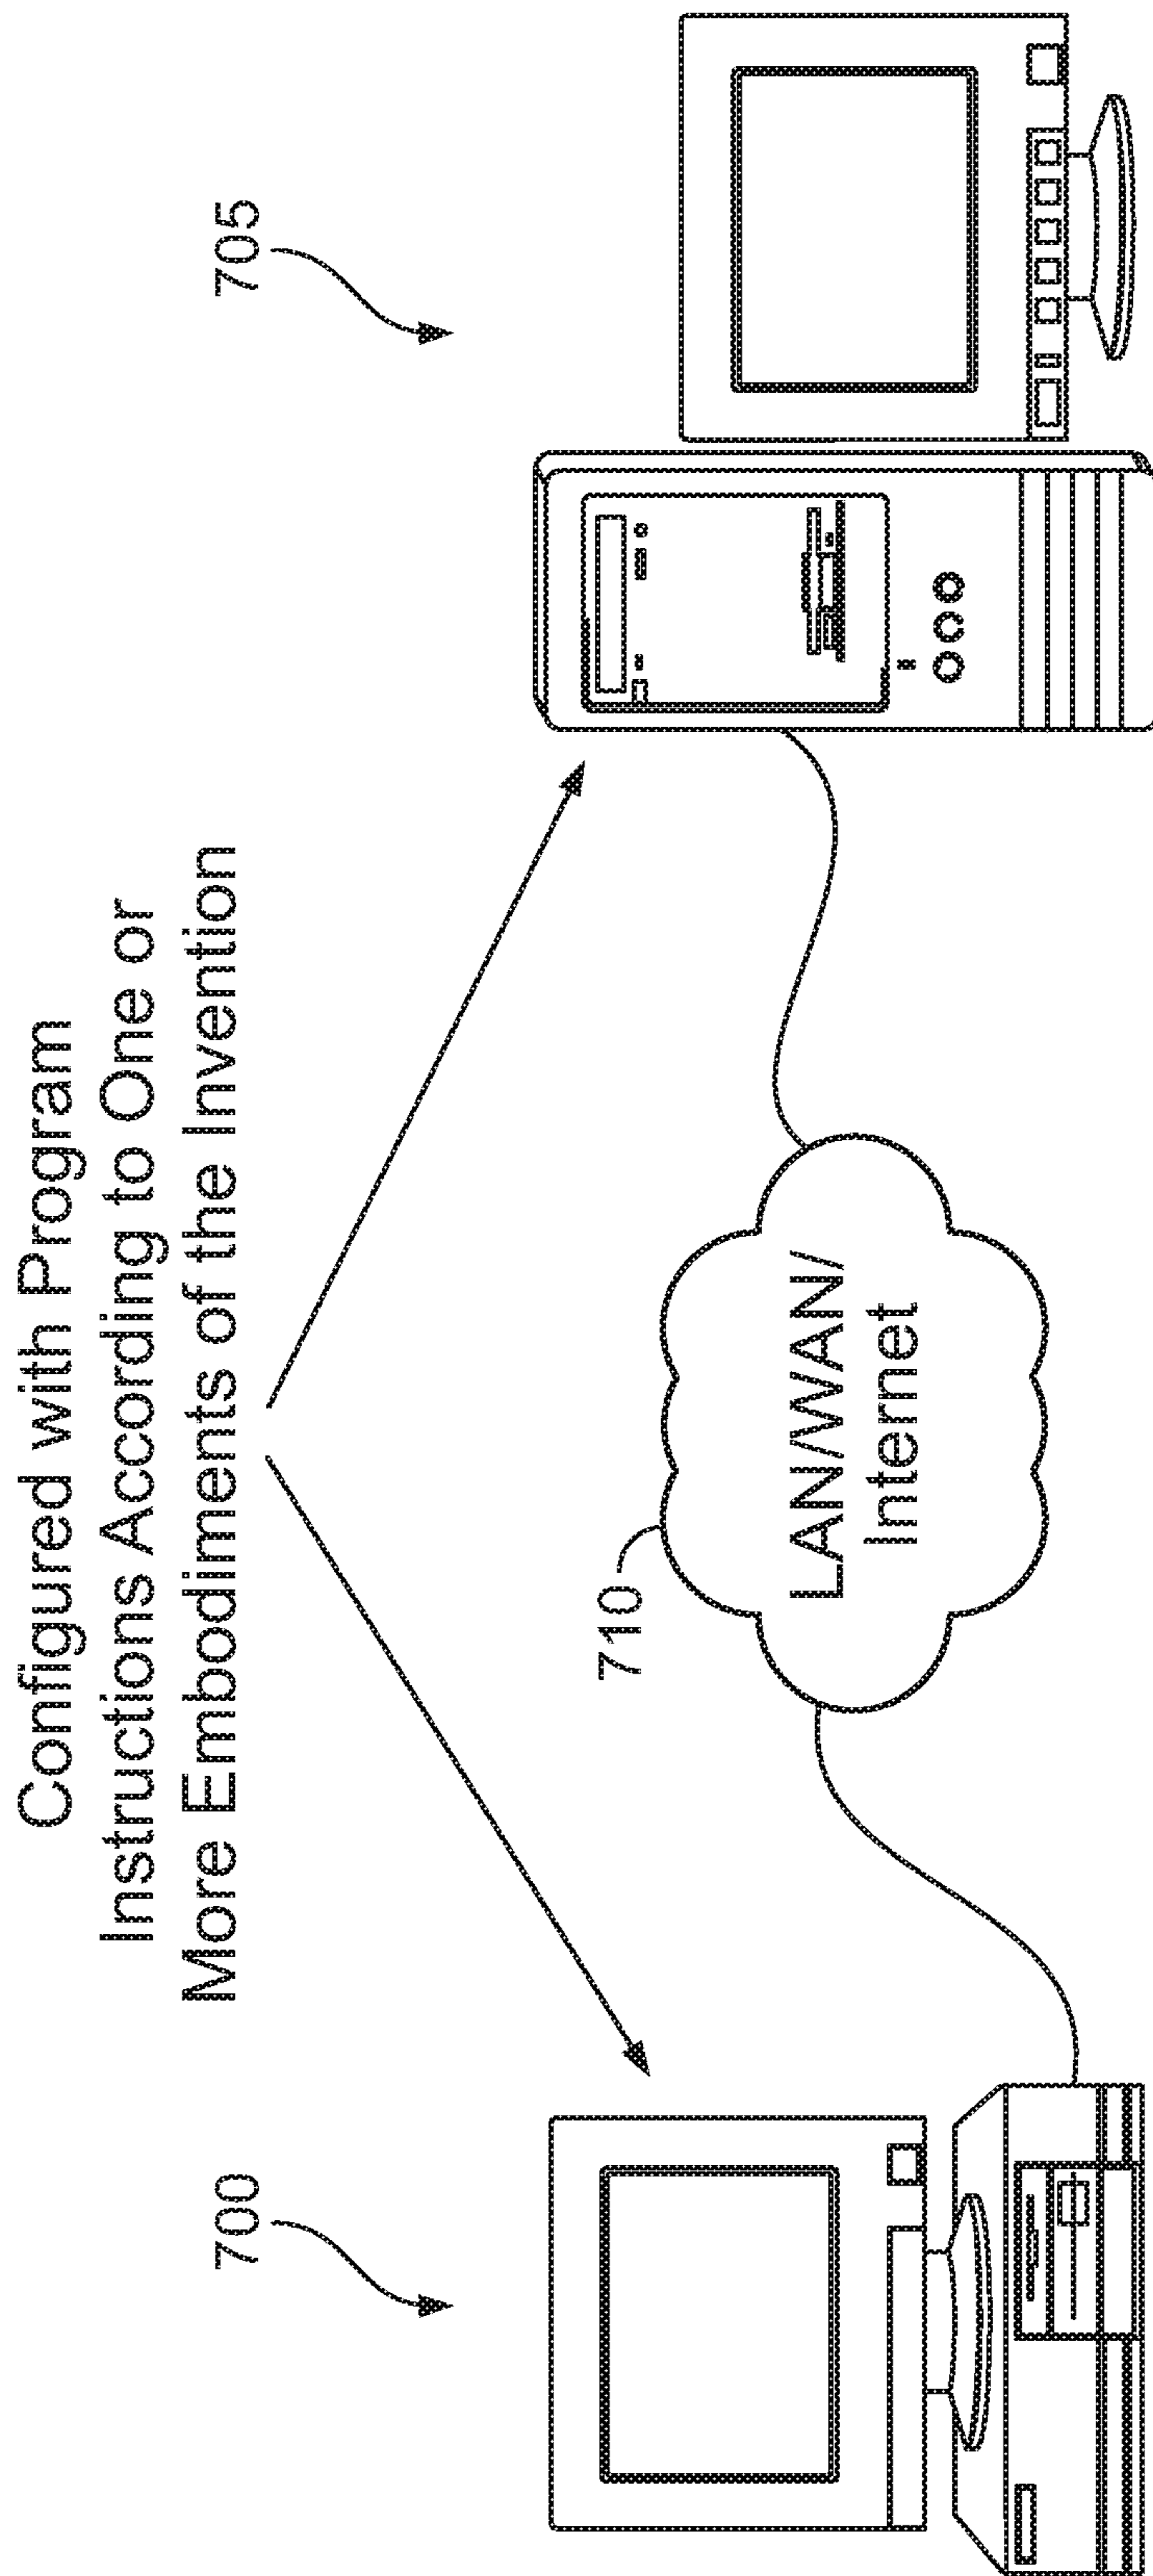 Configured with Program
Instructions According to One or
More Embodiments of the Invention
700
705
710
LAN/WAN/
Internet